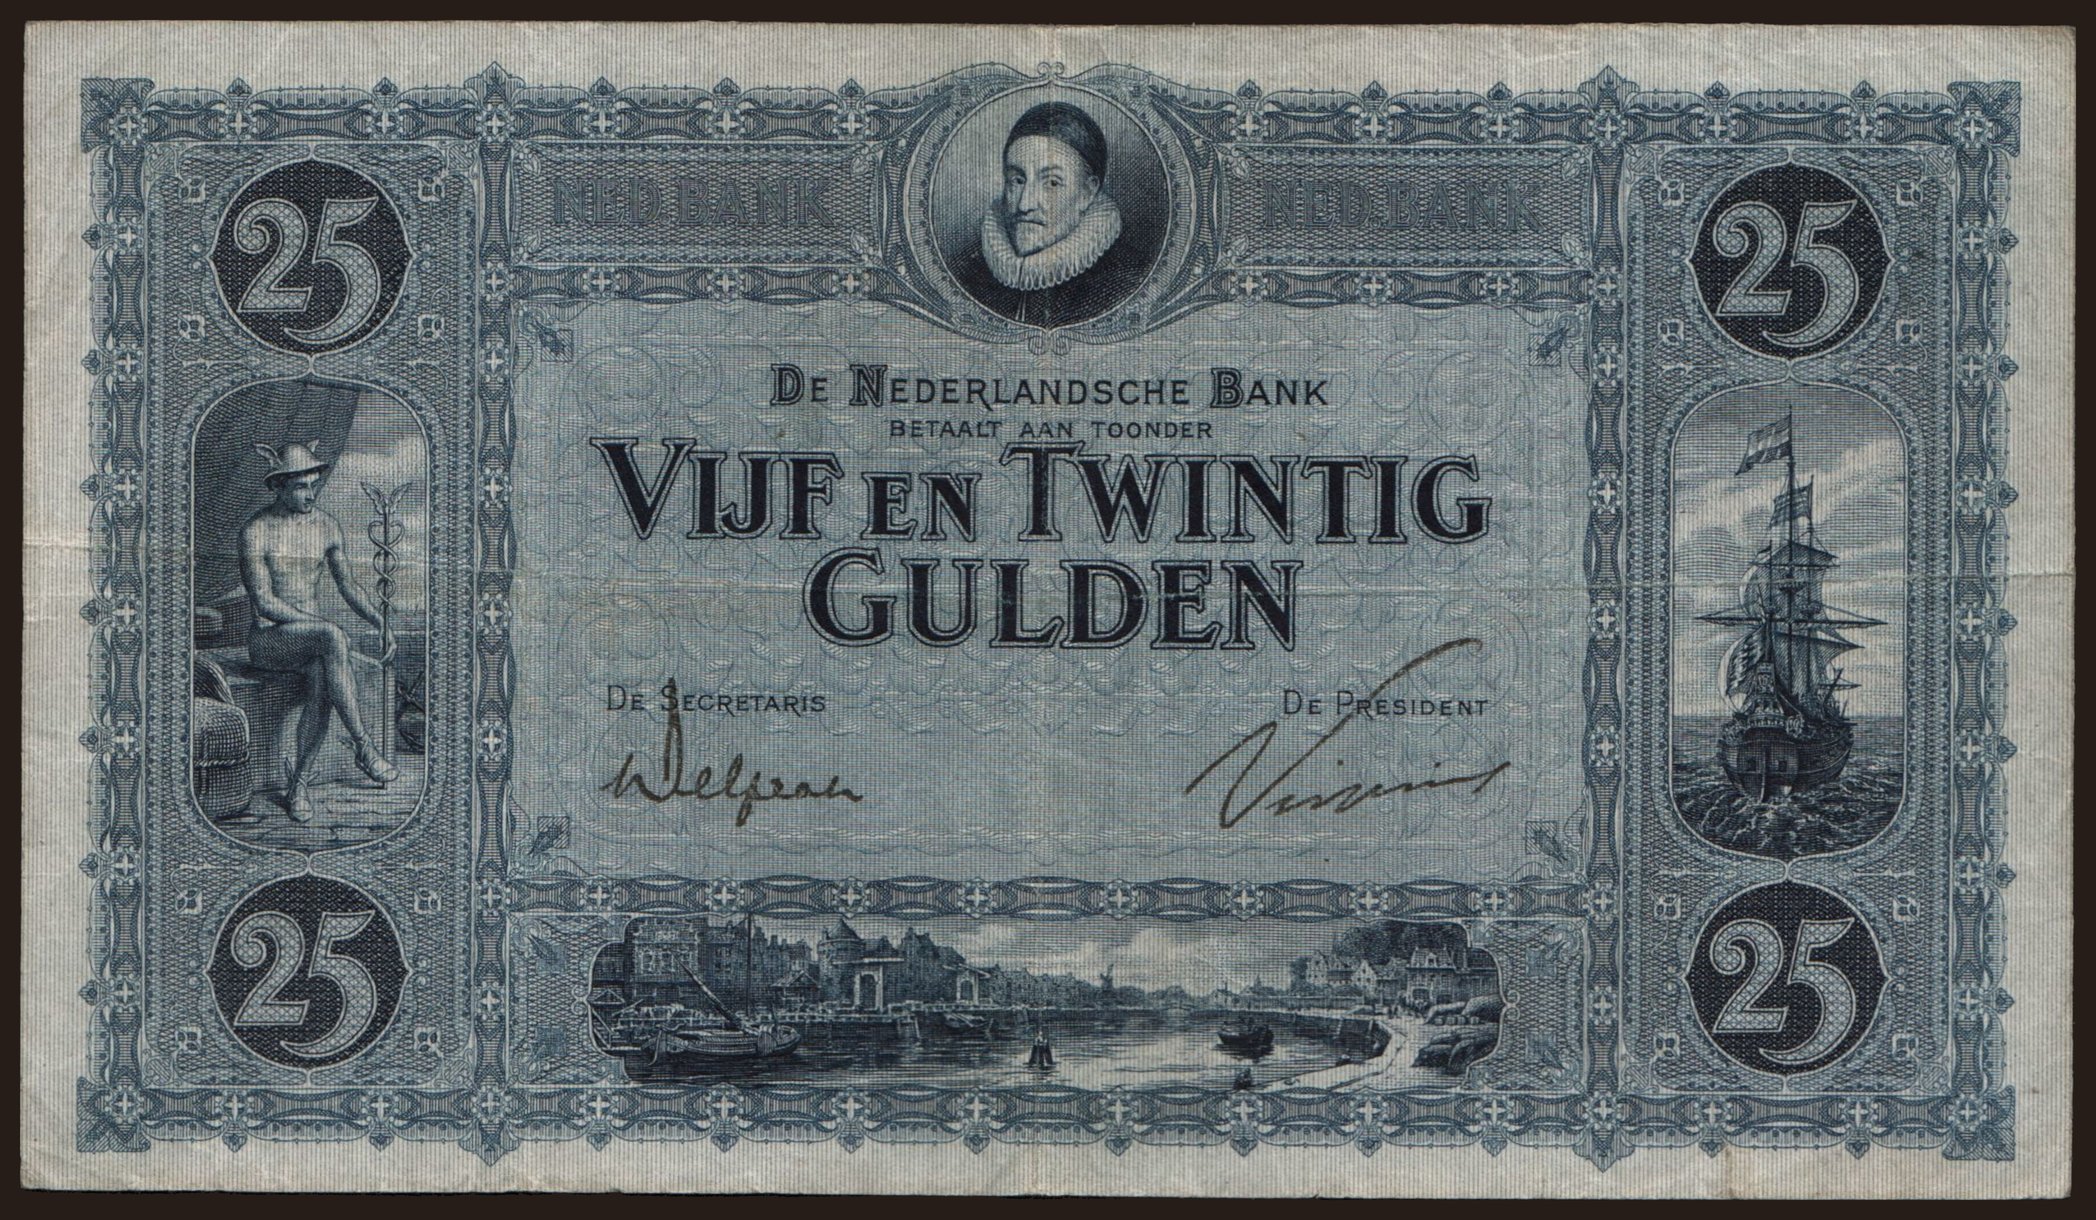 25 NED. BANK NED. BANK 25
DE NEDERLANDSCHE BANK
BETAALT AAN TOONDER
VIJF EN TWINTIG
GULDEN
DE SECRETARIS DE PRESIDENT
25 25